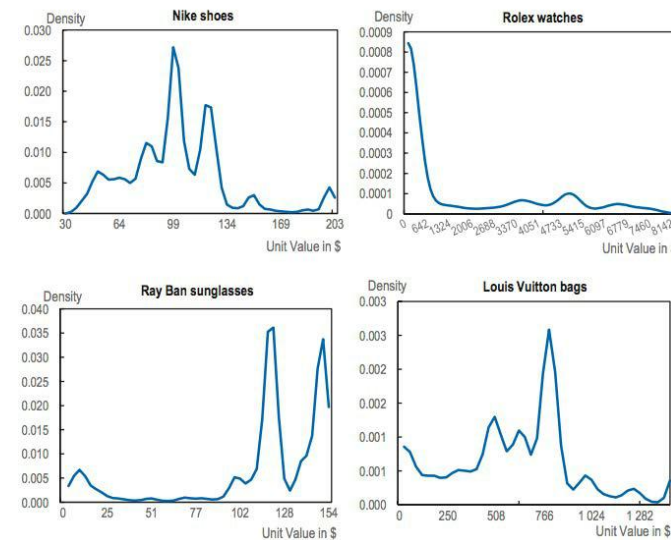 Nike shoes
Density
0.030
0.025
0.020
0.015
0.010
0.005
0.000
30 64 99 134 169 203
Unit Value in $
Rolex watches
Density
0.0009
0.0008
0.0007
0.0006
0.0005
0.0004
0.0003
0.0002
0.0001
0
0 642 1324 2006 2688 3370 4051 4733 5415 6097 6779 7460 8142
Unit Value in
Ray Ban sunglasses
Density
0.040
0.035
0.030
0.025
0.020
0.015
0.010
0.005
0.000
0 25 51 77 102 128 154
Unit Value in $
Louis Vuitton bags
Density
0.003
0.003
0.002
0.002
0.001
0.001
0.000
0 250 508 766 1 024 1 282
Unit Value in $